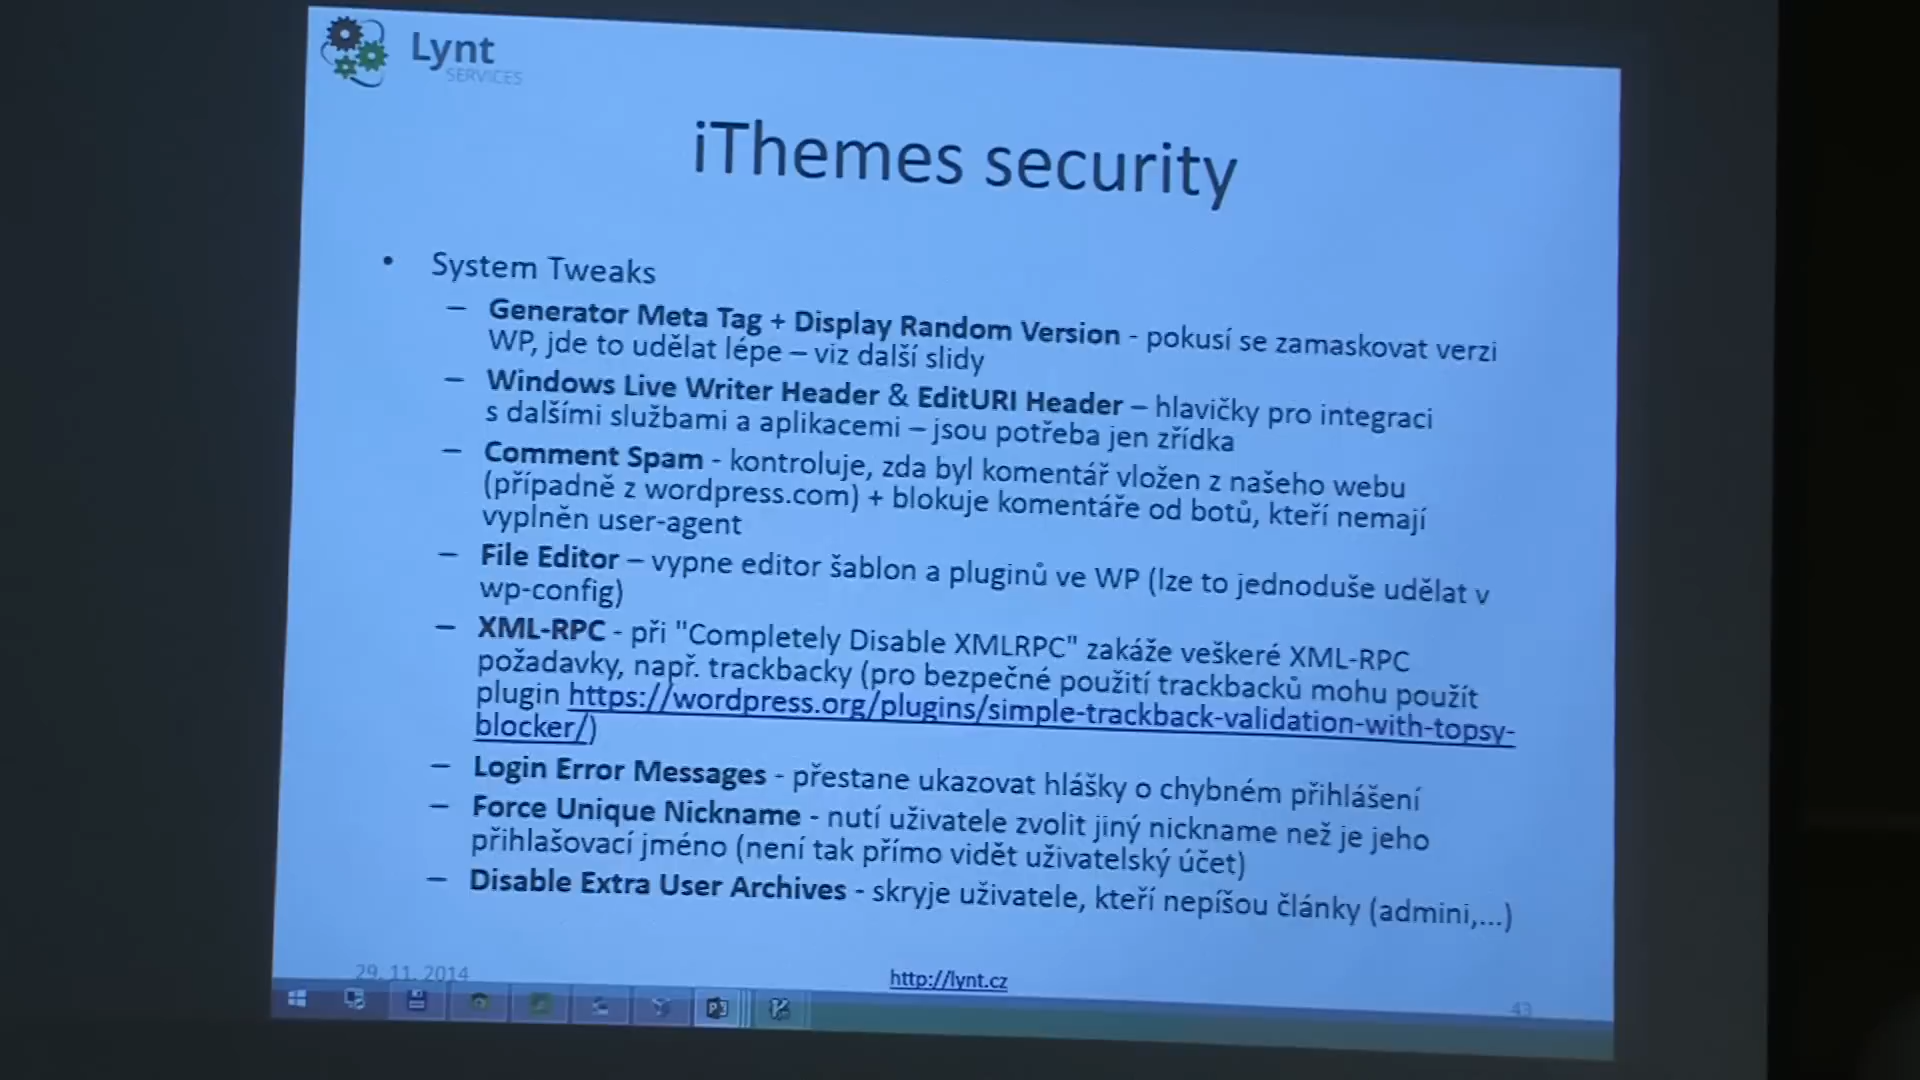 Lynt
SERVICES
iThemes security
• System Tweaks
– Generator Meta Tag + Display Random Version - pokusí se zamaskovat verzi
WP, jde to udělat lépe – viz další slidy
– Windows Live Writer Header & EditURI Header – hlavičky pro integraci
s dalšími službami a aplikacemi – jsou potřeba jen zřídka
– Comment Spam - kontroluje, zda byl komentář vložen z našeho webu
(případně z wordpress.com) + blokuje komentáře od botů, kteří nemají
vyplněn user-agent
– File Editor – vypne editor šablon a pluginů ve WP (lze to jednoduše udělat v
wp-config)
– XML-RPC - při "Completely Disable XMLRPC" zakáže veškeré XML-RPC
požadavky, např. trackbacky (pro bezpečné použití trackbacků mohu použít
plugin https://wordpress.org/plugins/simple-trackback-validation-with-topsy-
blocker/)
– Login Error Messages - přestane ukazovat hlášky o chybném přihlášení
– Force Unique Nickname - nutí uživatele zvolit jiný nickname než je jeho
přihlašovací jméno (není tak přímo vidět uživatelský účet)
– Disable Extra User Archives - skryje uživatele, kteří nepíšou články (admini,...)
29. 11. 2014
http://lynt.cz
43